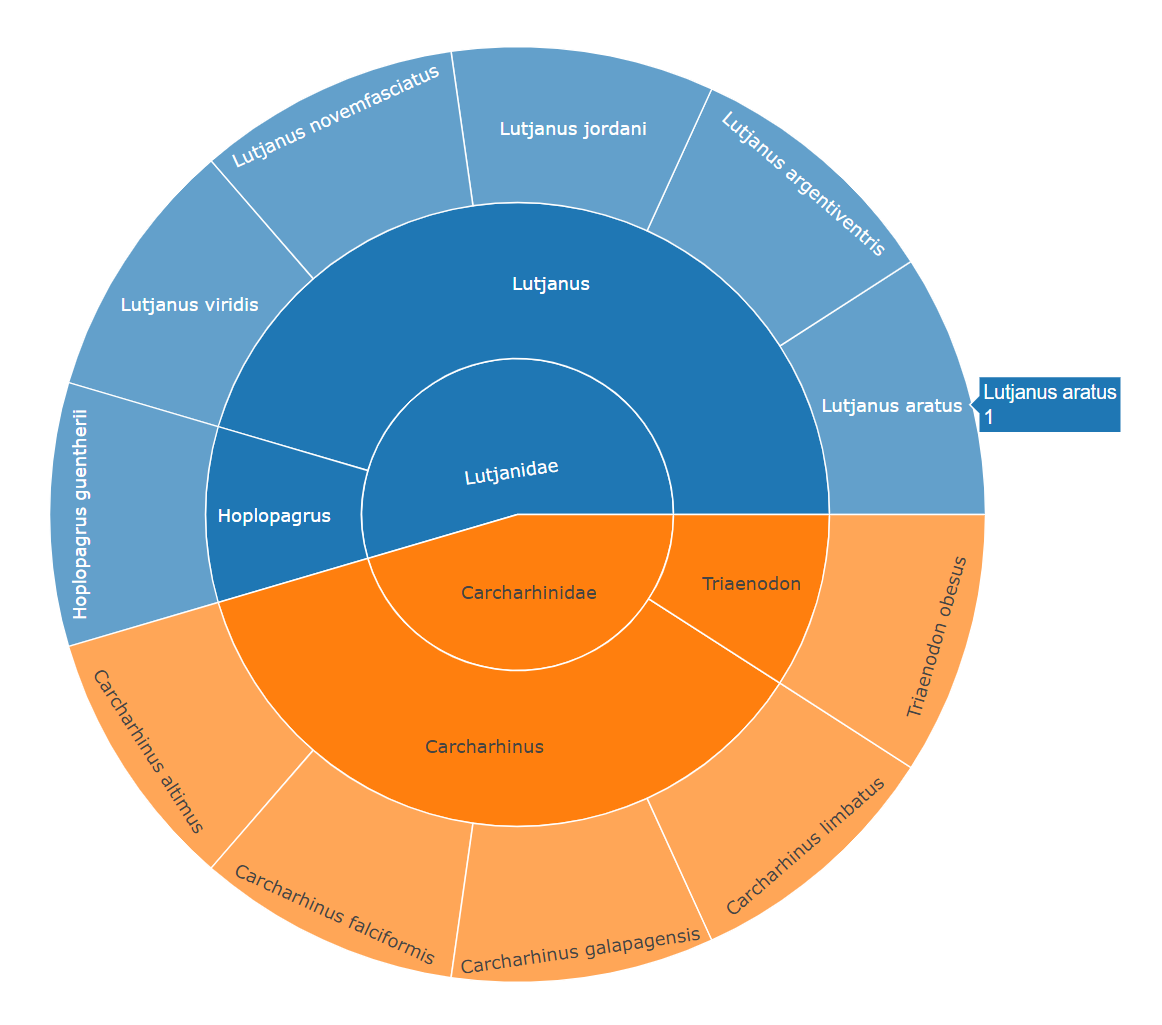 Lutjanus novemfasciatus
Lutjanus jordani
Lutjanus argentiventris
Lutjanus viridis
Lutjanus
Lutjanus aratus
Lutjanus aratus
1
Hoplopagrus guentherii
Hoplopagrus
Lutjanidae
Carcharhinidae
Triaenodon
Triaenodon obesus
Carcharhinus
Carcharhinus altimus
Carcharhinus falciformis
Carcharhinus galapagensis
Carcharhinus limbatus